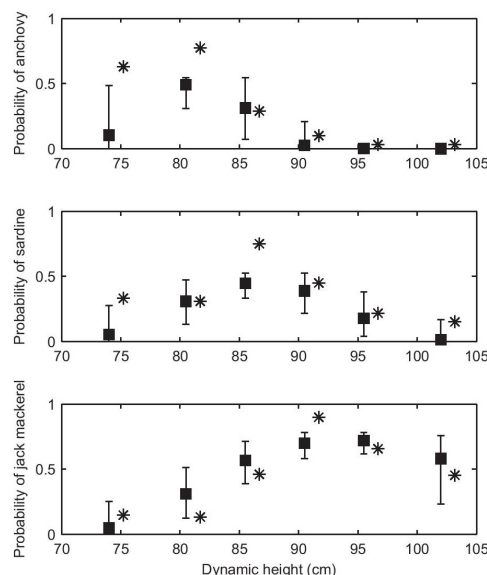 Probability of anchovy
1
0.5
0
70 75 80 85 90 95 100 105
Probability of sardine
1
0.5
0
70 75 80 85 90 95 100 105
Probability of jack mackerel
1
0.5
0
70 75 80 85 90 95 100 105
Dynamic height (cm)